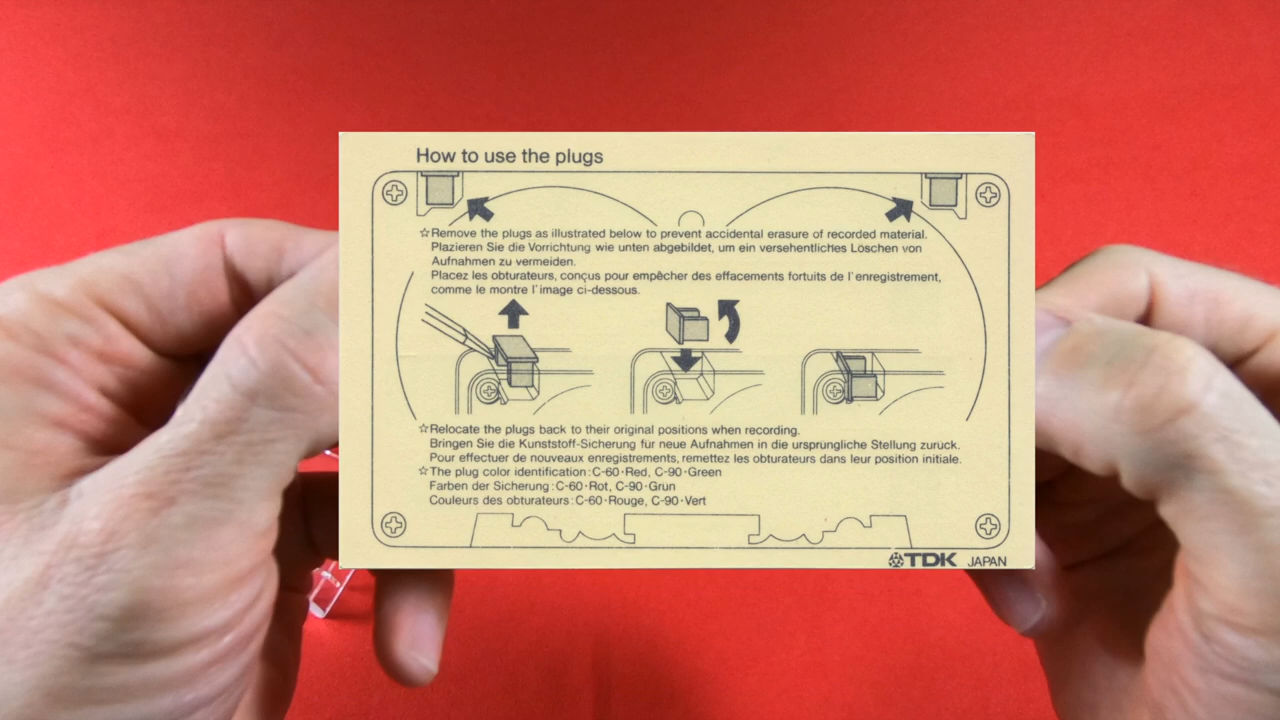 How to use the plugs
☆Remove the plugs as illustrated below to prevent accidental erasure of recorded material.
Plazieren Sie die Vorrichtung wie unten abgebildet, um ein versehentliches Löschen von
Aufnahmen zu vermeiden.
Placez les obturateurs, conçus pour empêcher des effacements fortuits de l'enregistrement,
comme le montre l'image ci-dessous.
☆Relocate the plugs back to their original positions when recording.
Bringen Sie die Kunststoff-Sicherung für neue Aufnahmen in die ursprüngliche Stellung zurück.
Pour effectuer de nouveaux enregistrements, remettez les obturateurs dans leur position initiale.
☆The plug color identification: C-60·Red, C-90·Green
Farben der Sicherung: C-60·Rot, C-90·Grün
Couleurs des obturateurs: C-60·Rouge, C-90·Vert
TDK JAPAN